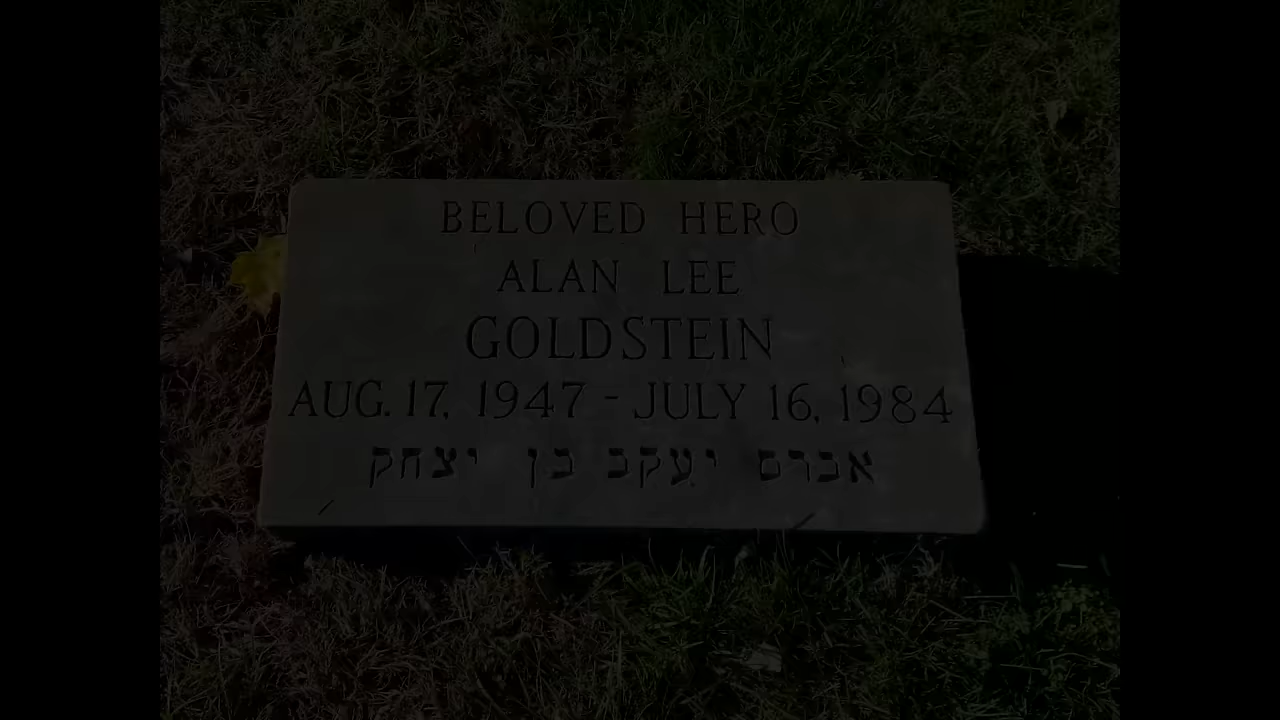 BELOVED HERO
ALAN LEE
GOLDSTEIN
AUG. 17, 1947 - JULY 16, 1984
אברם יעקב בן יצחק